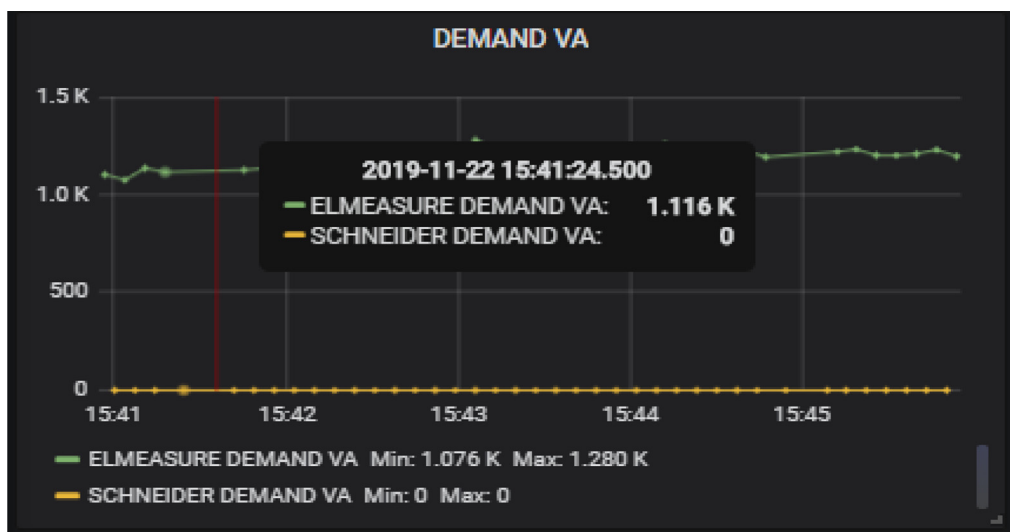 DEMAND VA
1.5 K
1.0 K
500
0
2019-11-22 15:41:24.500
ELMEASURE DEMAND VA: 1.116 K
SCHNEIDER DEMAND VA: 0
15:41 15:42 15:43 15:44 15:45
ELMEASURE DEMAND VA Min: 1.076 K Max: 1.280 K
SCHNEIDER DEMAND VA Min: 0 Max: 0